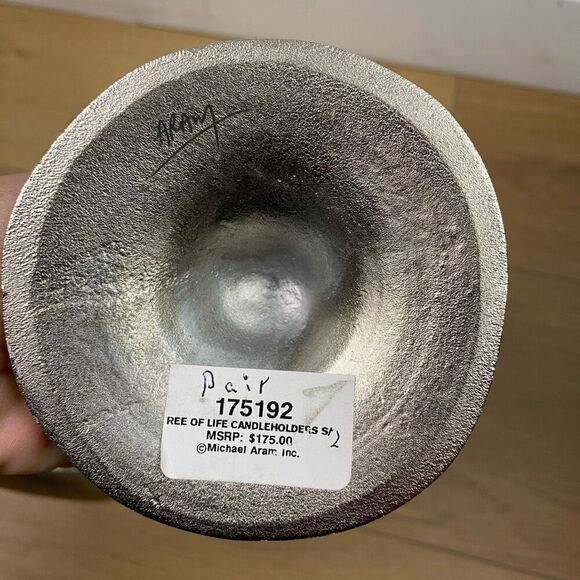 ARAM
Pair
175192
REE OF LIFE CANDLEHOLDERS S/2
MSRP: $175.00
©Michael Aram, Inc.